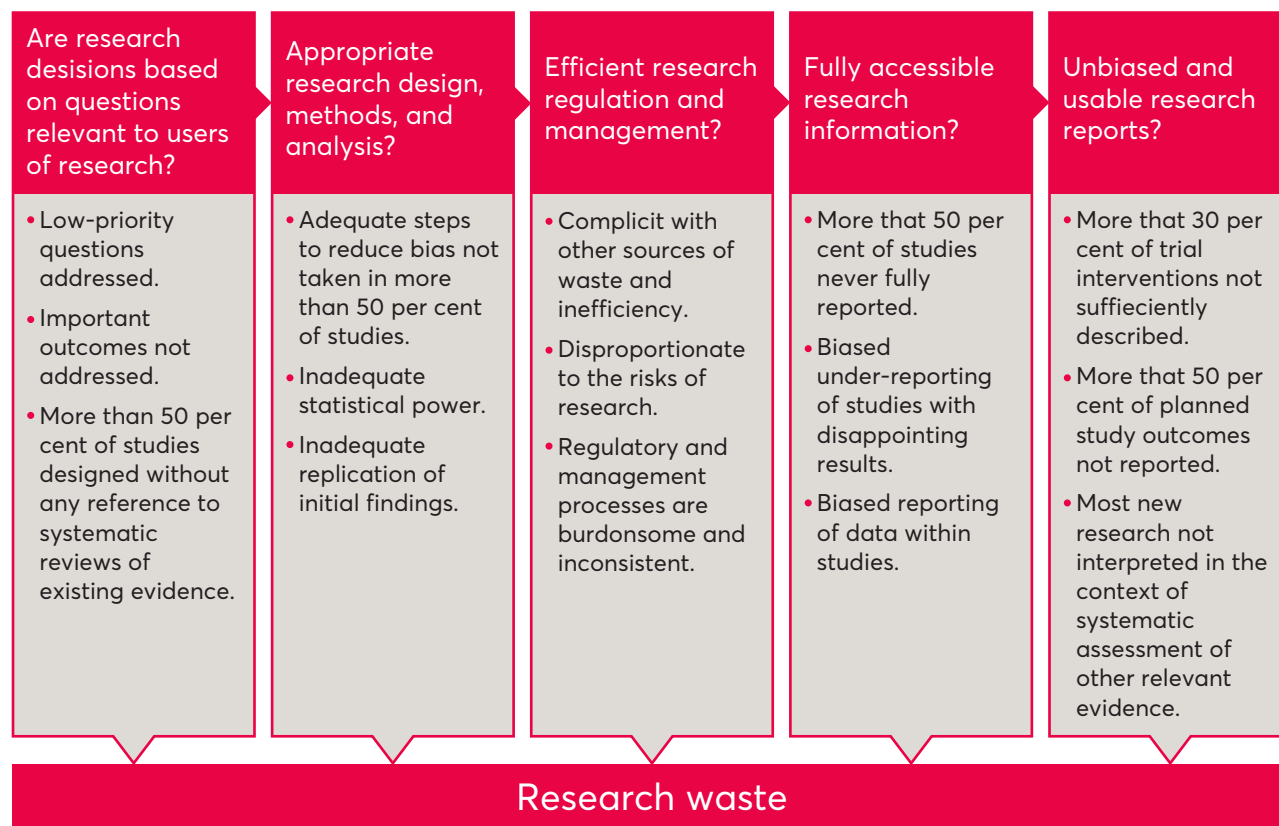 Are research
desisions based
on questions
relevant to users
of research?
• Low-priority
questions
addressed.
• Important
outcomes not
addressed.
• More than 50 per
cent of studies
designed without
any reference to
systematic
reviews of
existing evidence.
Appropriate
research design,
methods, and
analysis?
• Adequate steps
to reduce bias not
taken in more
than 50 per cent
of studies.
• Inadequate
statistical power.
• Inadequate
replication of
initial findings.
Efficient research
regulation and
management?
• Complicit with
other sources of
waste and
inefficiency.
• Disproportionate
to the risks of
research.
• Regulatory and
management
processes are
burdonsome and
inconsistent.
Fully accessible
research
information?
• More that 50 per
cent of studies
never fully
reported.
• Biased
under-reporting
of studies with
disappointing
results.
• Biased reporting
of data within
studies.
Unbiased and
usable research
reports?
• More that 30 per
cent of trial
interventions not
suffieciently
described.
• More that 50 per
cent of planned
study outcomes
not reported.
• Most new
research not
interpreted in the
context of
systematic
assessment of
other relevant
evidence.
Research waste